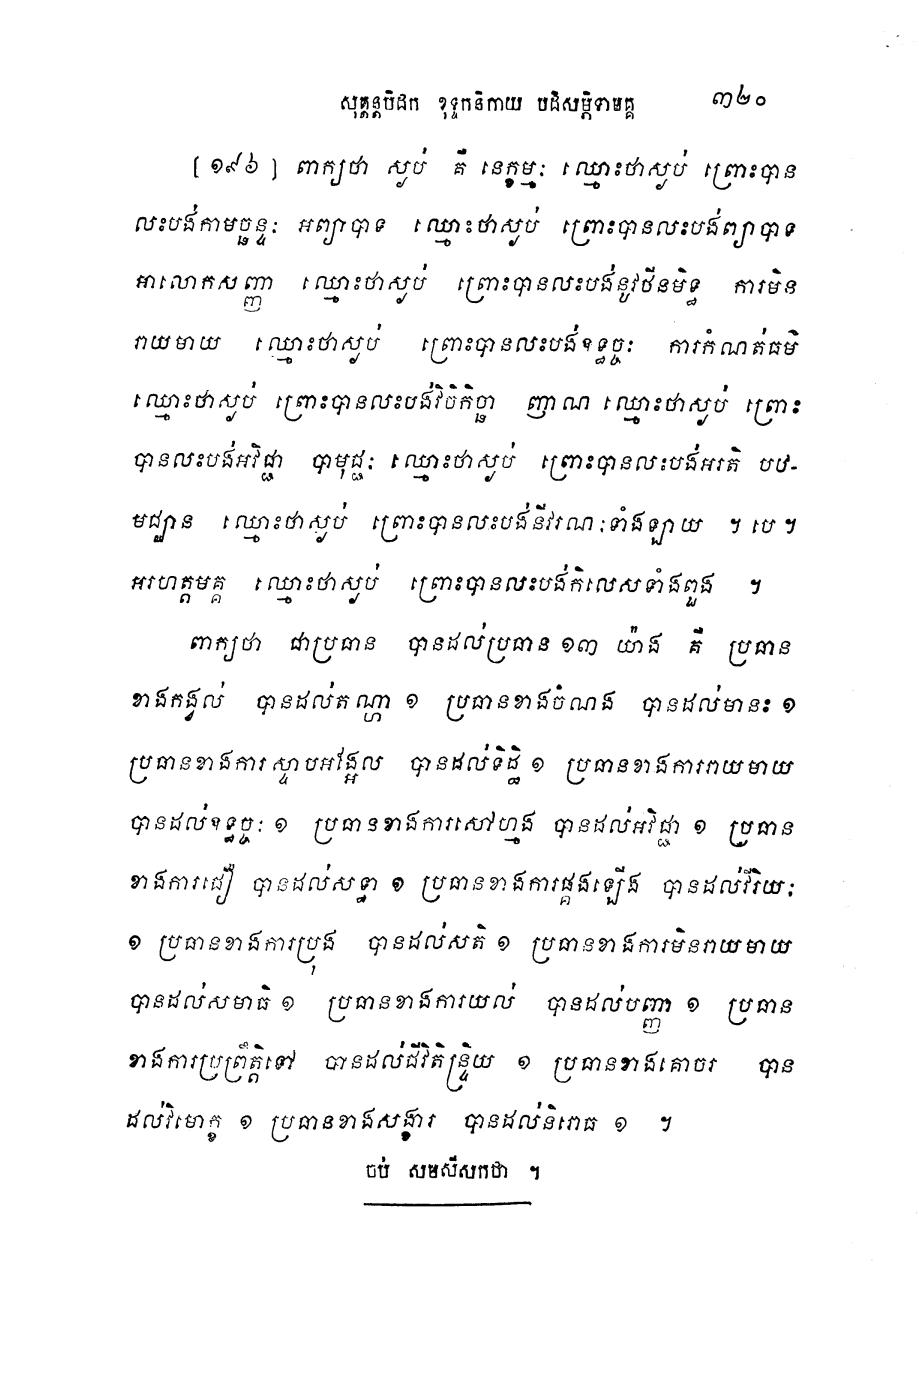 សុត្តន្តបិដក ខុទ្ទកនិកាយ បដិសម្ភិទាមគ្គ ៣២០
[១៩៦] ពាក្យថា ស្ងប់ គឺ នេក្ខម្មៈ ឈ្មោះថាស្ងប់ ព្រោះបាន
លះបង់កាមច្ឆន្ទៈ អព្យាបាទ ឈ្មោះថាស្ងប់ ព្រោះបានលះបង់ព្យាបាទ
អាលោកសញ្ញា ឈ្មោះថាស្ងប់ ព្រោះបានលះបង់នូវថីនមិទ្ធ ការមិន
រាយមាយ ឈ្មោះថាស្ងប់ ព្រោះបានលះបង់ឧទ្ធច្ចៈ ការកំណត់ធម៌
ឈ្មោះថាស្ងប់ ព្រោះបានលះបង់វិចិកិច្ឆា ញាណ ឈ្មោះថាស្ងប់ ព្រោះ
បានលះបង់អវិជ្ជា បាមុជ្ជៈ ឈ្មោះថាស្ងប់ ព្រោះបានលះបង់អរតិ បឋ-
មជ្ឈាន ឈ្មោះថាស្ងប់ ព្រោះបានលះបង់នីវរណៈទាំងឡាយ ។ បេ ។
អរហត្តមគ្គ ឈ្មោះថាស្ងប់ ព្រោះបានលះបង់កិលេសទាំងពួង ។
ពាក្យថា ជាប្រធាន បានដល់ប្រធាន ១៣ យ៉ាង គឺ ប្រធាន
ខាងកង្វល់ បានដល់តណ្ហា ១ ប្រធានខាងចំណង បានដល់មានះ ១
ប្រធានខាងការស្ទាបអង្អែល បានដល់ទិដ្ឋិ ១ ប្រធានខាងការរាយមាយ
បានដល់ឧទ្ធច្ចៈ ១ ប្រធានខាងការសៅហ្មង បានដល់អវិជ្ជា ១ ប្រធាន
ខាងការជឿ បានដល់សទ្ធា ១ ប្រធានខាងការផ្គងឡើង បានដល់វីរិយៈ
១ ប្រធានខាងការប្រុង បានដល់សតិ ១ ប្រធានខាងការមិនរាយមាយ
បានដល់សមាធិ ១ ប្រធានខាងការយល់ បានដល់បញ្ញា ១ ប្រធាន
ខាងការប្រព្រឹត្តិទៅ បានដល់ជីវិតិន្ទ្រិយ ១ ប្រធានខាងគោចរ បាន
ដល់វិមោក្ខ ១ ប្រធានខាងសង្ខារ បានដល់និរោធ ១ ។
ចប់ សមសីសកថា ។